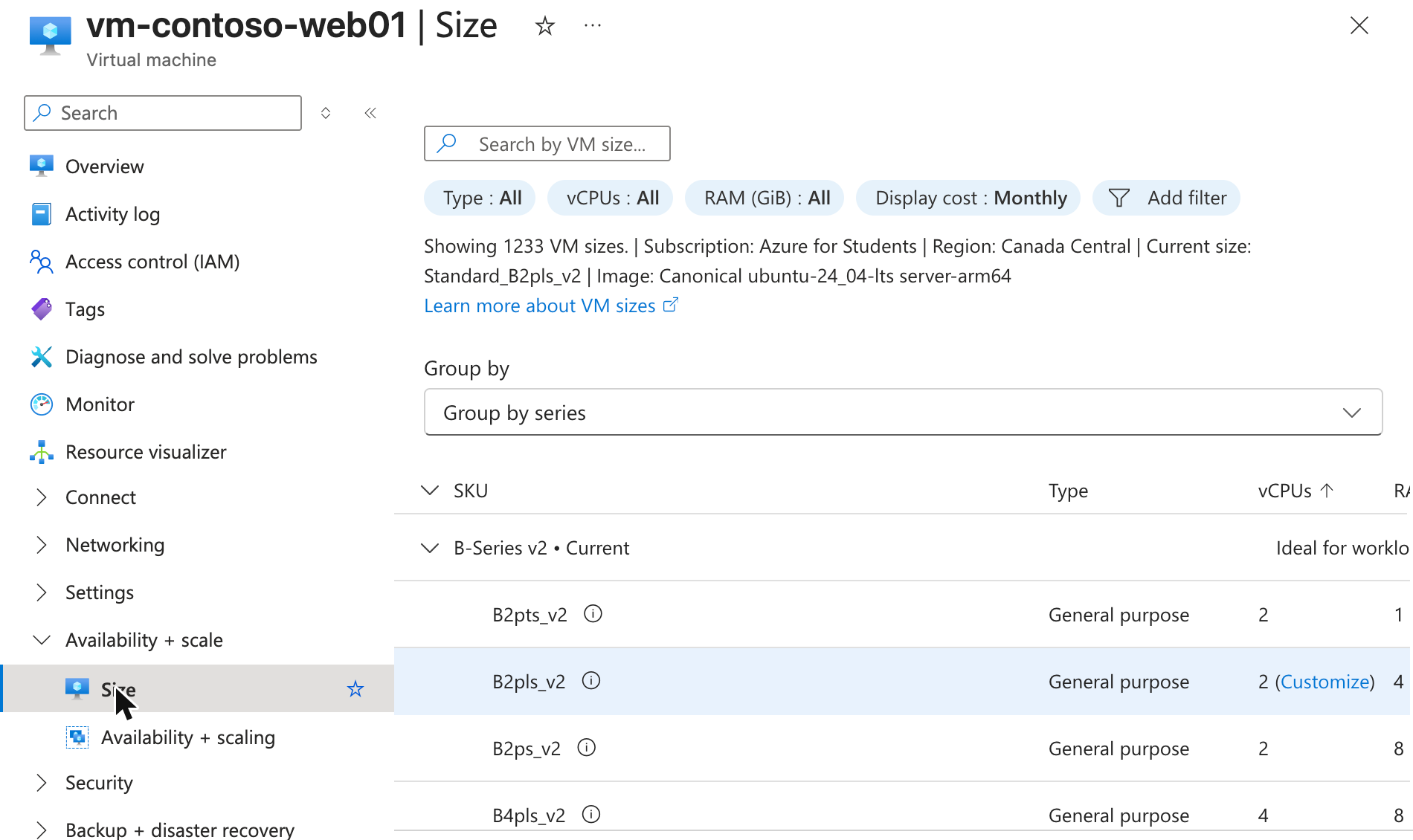 vm-contoso-web01 | Size
Virtual machine
Search
Overview
Activity log
Access control (IAM)
Tags
Diagnose and solve problems
Monitor
Resource visualizer
Connect
Networking
Settings
Availability + scale
Size
Availability + scaling
Security
Backup + disaster recovery
Search by VM size...
Type : All
vCPUs : All
RAM (GiB) : All
Display cost : Monthly
Add filter
Showing 1233 VM sizes. | Subscription: Azure for Students | Region: Canada Central | Current size:
Standard_B2pls_v2 | Image: Canonical ubuntu-24_04-lts server-arm64
Learn more about VM sizes
Group by
Group by series
SKU Type vCPUs ↑
B-Series v2 • Current Ideal for
B2pts_v2 General purpose 2 1
B2pls_v2 General purpose 2 (Customize) 4
B2ps_v2 General purpose 2 8
B4pls_v2 General purpose 4 8